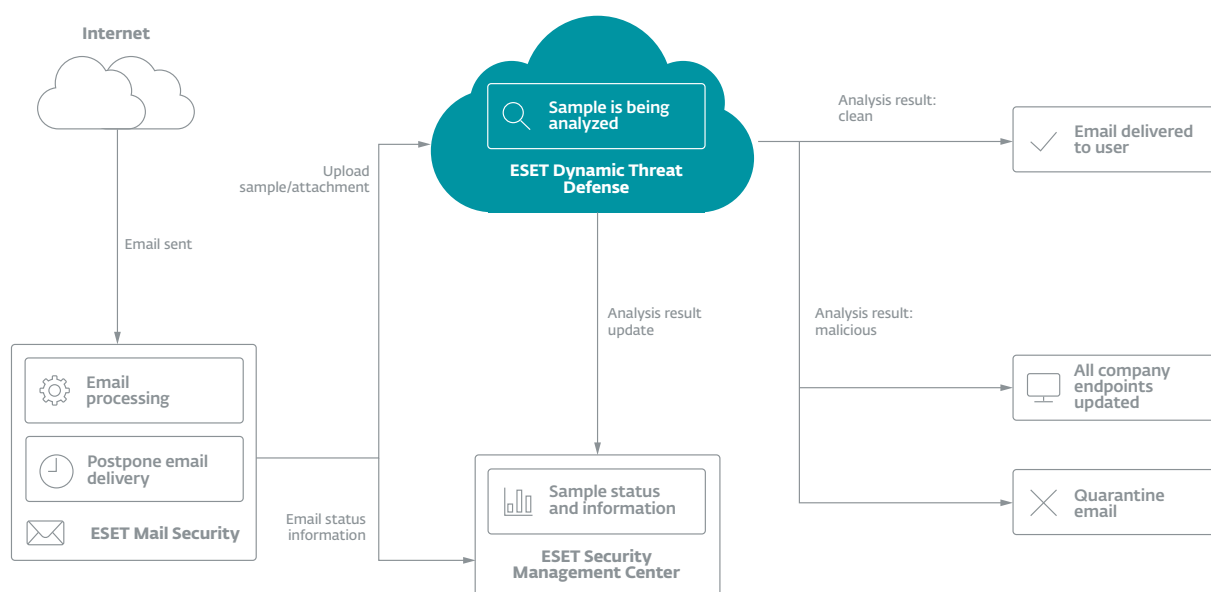 Internet
Email sent
Email
processing
Postpone email
delivery
ESET Mail Security
Upload
sample/attachment
Email status
information
Sample is being
analyzed
ESET Dynamic Threat
Defense
Analysis result
update
Sample status
and information
ESET Security
Management Center
Analysis result:
clean
Email delivered
to user
Analysis result:
malicious
All company
endpoints
updated
Quarantine
email